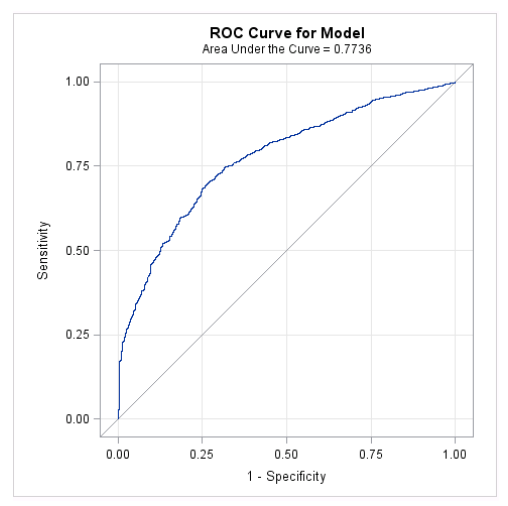 ROC Curve for Model
Area Under the Curve = 0.7736
1.00
0.75
0.50
0.25
0.00
Sensitivity
0.00 0.25 0.50 0.75 1.00
1 - Specificity